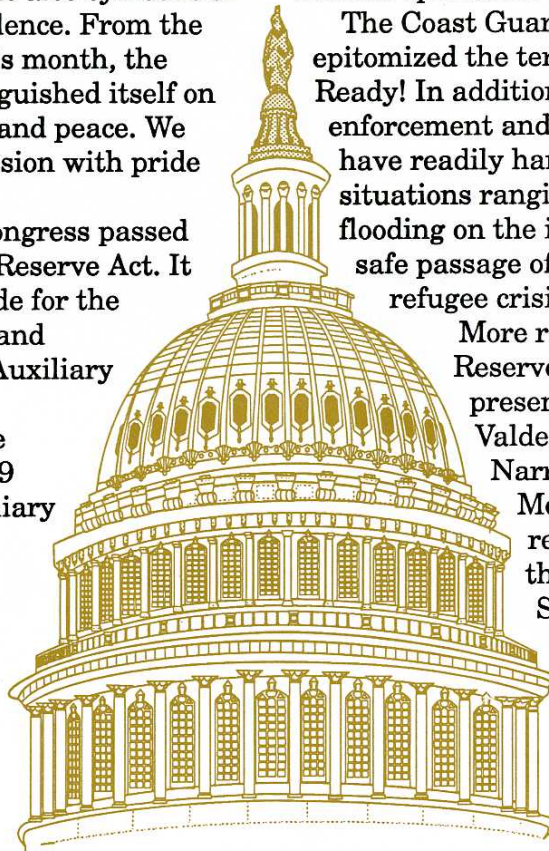 lence. From the
s month, the
guished itself on
and peace. We
sion with pride
ongress passed
Reserve Act. It
de for the
and
Auxiliary
e
9
iary
The Coast Guar
epitomized the ter
Ready! In addition
enforcement and
have readily han
situations rangi
flooding on the i
safe passage of
refugee crisi
More r
Reserve
presen
Valde
Narr
Me
re
th
S